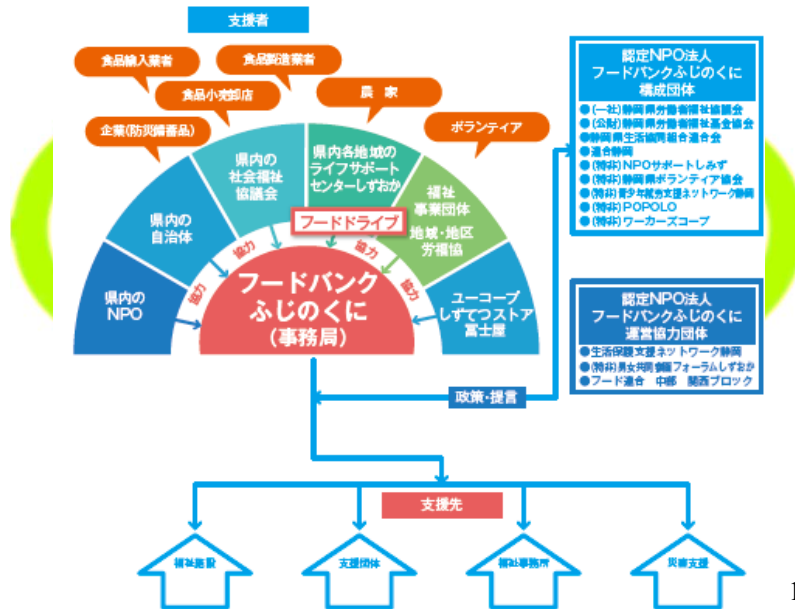 支援者
食品輸入業者
食品製造業者
食品小売卸店
農 家
企業(防災備蓄品)
ボランティア
県内の
社会福祉
協議会
県内各地域の
ライフサポート
センターしずおか
県内の
自治体
福祉
事業団体
地域・地区
労福協
フードドライブ
県内の
NPO
ユーコープ
しずてつストア
富士屋
協力
協力
協力
協力
フードバンク
ふじのくに
(事務局)
認定NPO法人
フードバンクふじのくに
構成団体
●(一社)静岡県労働者福祉協議会
●(公財)静岡県労働者福祉基金協会
●静岡県生活協同組合連合会
●連合静岡
●(特非)NPOサポートしみず
●(特非)静岡県ボランティア協会
●(特非)青少年就労支援ネットワーク静岡
●(特非)POPOLO
●(特非)ワーカーズコープ
認定NPO法人
フードバンクふじのくに
運営協力団体
●生活保護支援ネットワーク静岡
●(特非)男女共同参画フォーラムしずおか
●フード連合 中部 関西ブロック
政策・提言
支援先
福祉施設
支援団体
福祉事務所
災害支援
1